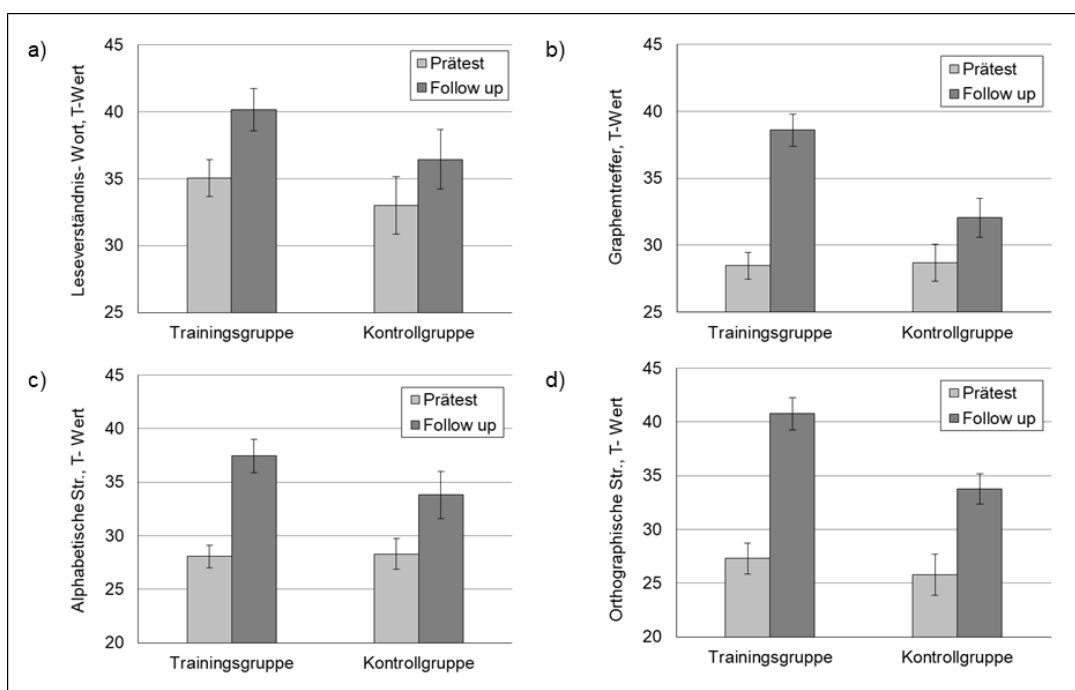 a)
45
40
35
30
25
Leseverständnis- Wort, T-Wert
Prätest
Follow up
Trainingsgruppe
Kontrollgruppe
b)
45
40
35
30
25
Graphemtreffer, T-Wert
Prätest
Follow up
Trainingsgruppe
Kontrollgruppe
c)
45
40
35
30
25
20
Alphabetische Str., T- Wert
Prätest
Follow up
Trainingsgruppe
Kontrollgruppe
d)
45
40
35
30
25
20
Orthographische Str., T- Wert
Prätest
Follow up
Trainingsgruppe
Kontrollgruppe